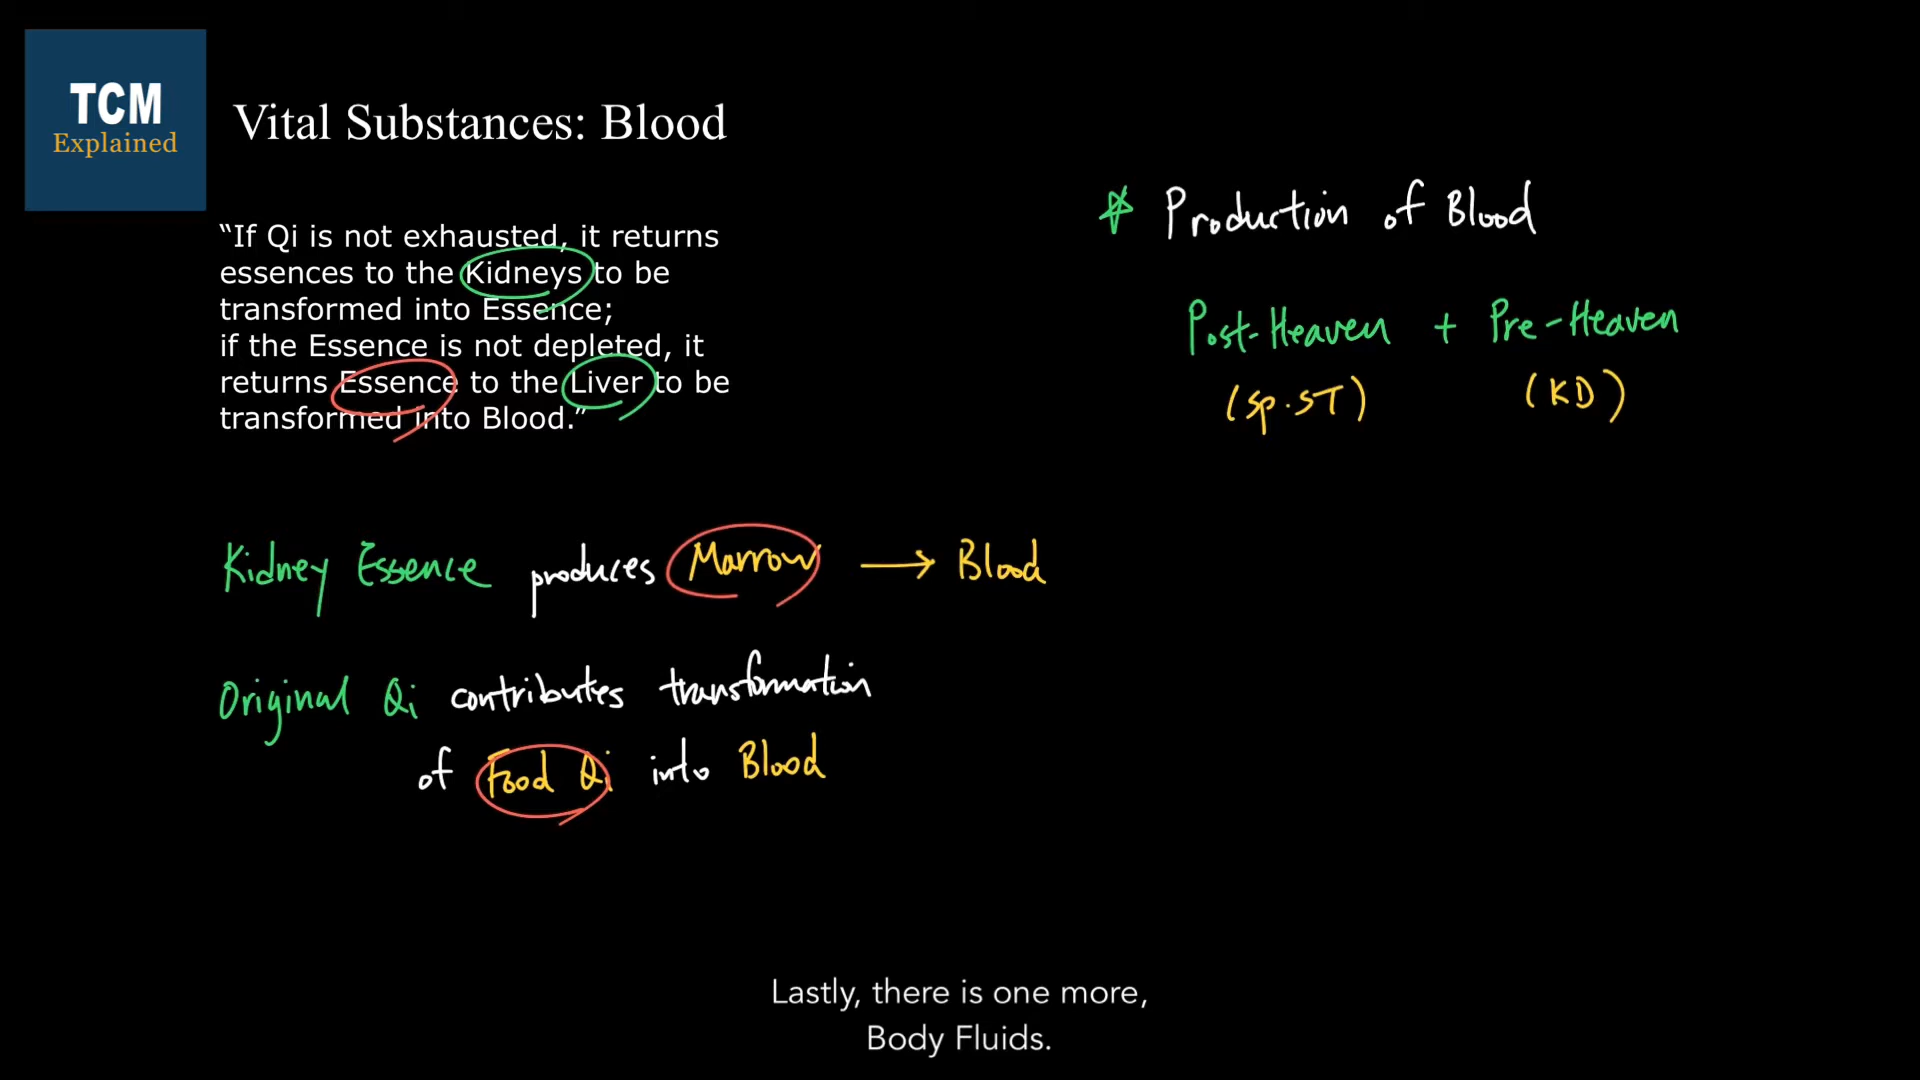 TCM
Explained
Vital Substances: Blood
“If Qi is not exhausted, it returns
essences to the Kidneys to be
transformed into Essence;
if the Essence is not depleted, it
returns Essence to the Liver to be
transformed into Blood.”
Production of Blood
Post-Heaven + Pre-Heaven
(SP.ST) (KD)
Kidney Essence produces Marrow → Blood
Original Qi contributes transformation
of Food Qi into Blood
Lastly, there is one more,
Body Fluids.